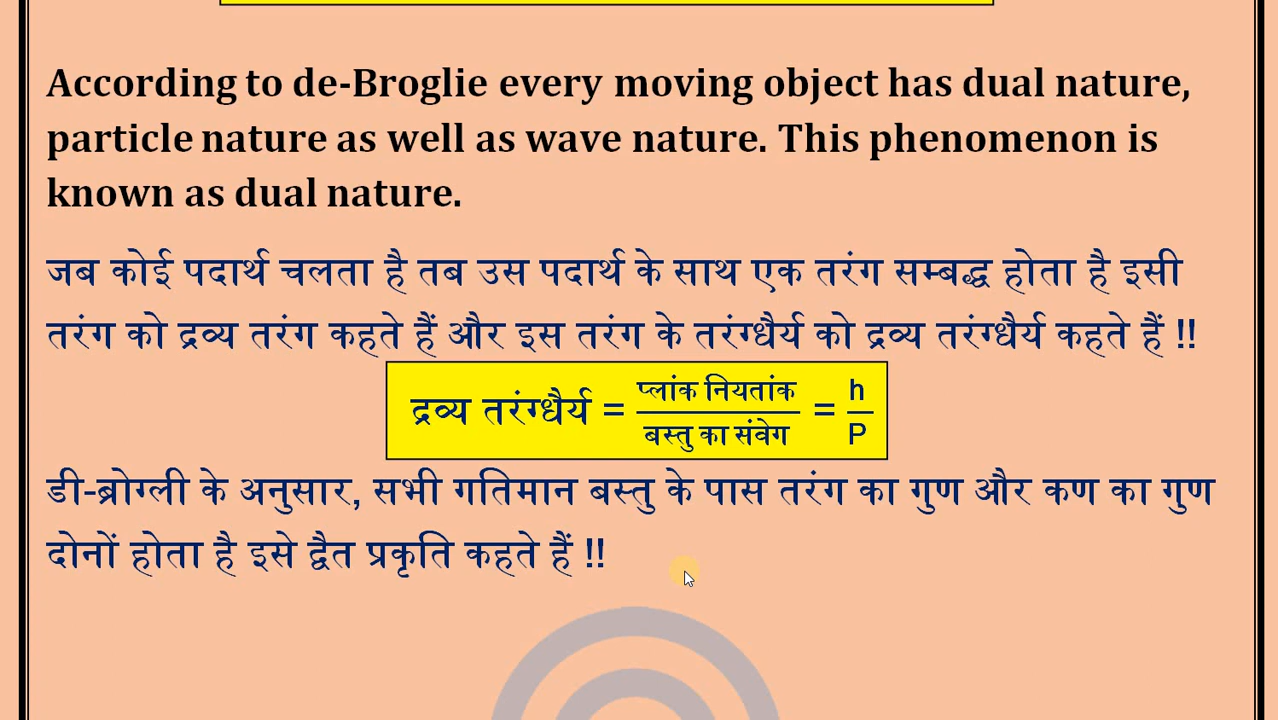 According to de-Broglie every moving object has dual nature,
particle nature as well as wave nature. This phenomenon is
known as dual nature.
जब कोई पदार्थ चलता है तब उस पदार्थ के साथ एक तरंग सम्बद्ध होता है इसी
तरंग को द्रव्य तरंग कहते हैं और इस तरंग के तरंग्धैर्य को द्रव्य तरंग्धैर्य कहते हैं !!
द्रव्य तरंग्धैर्य = प्लांक नियतांक / बस्तु का संवेग = h / P
डी-ब्रोग्ली के अनुसार, सभी गतिमान बस्तु के पास तरंग का गुण और कण का गुण
दोनों होता है इसे द्वैत प्रकृति कहते हैं !!